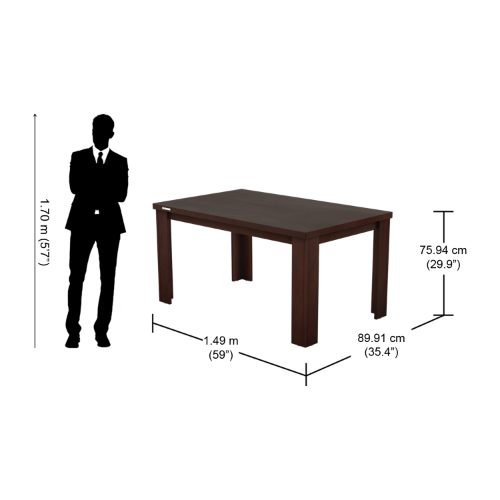 1.70 m (5'7")
75.94 cm
(29.9")
1.49 m
(59")
89.91 cm
(35.4")